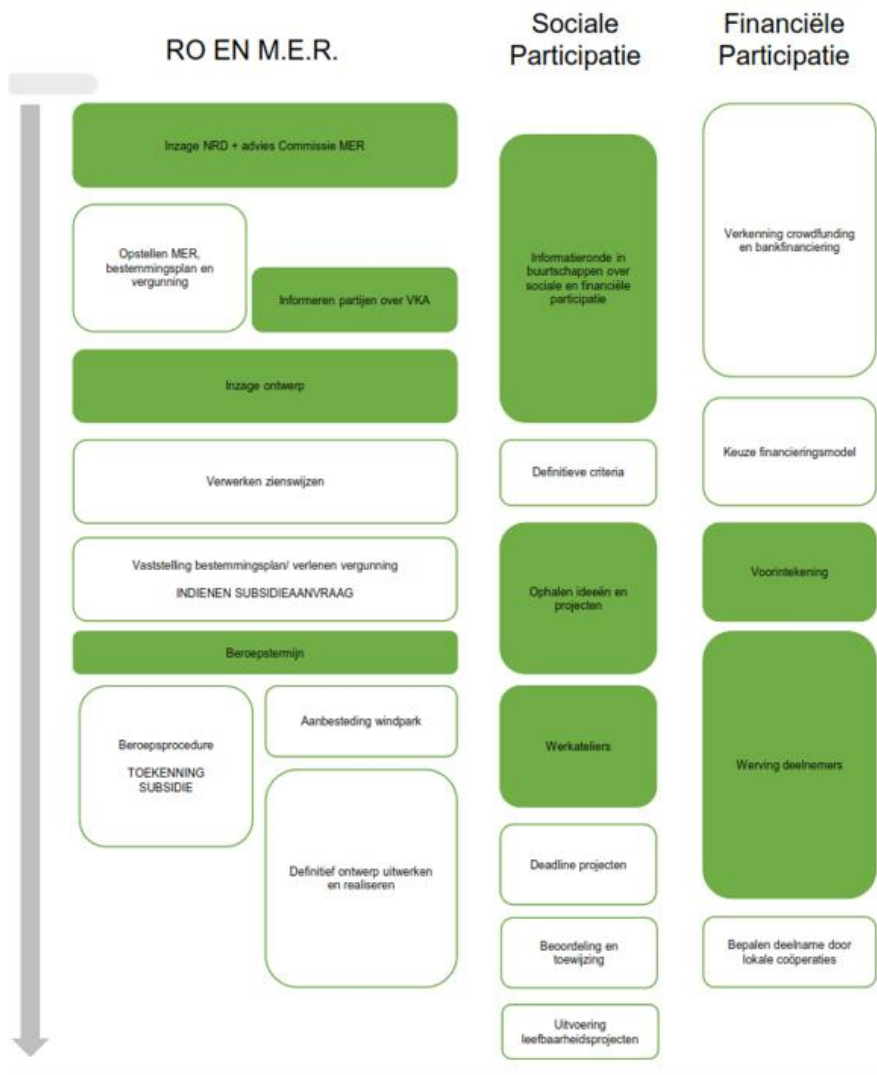 RO EN M.E.R.
Sociale
Participatie
Financiële
Participatie
Inzage NRD + advies Commissie MER
Opstellen MER,
bestemmingsplan en
vergunning
Informeren partijen over VKA
Inzage ontwerp
Verwerken zienswijzen
Vaststelling bestemmingsplan/ verlenen vergunning
INDIENEN SUBSIDIEAANVRAAG
Beroepstermijn
Beroepsprocedure
TOEKENNING
SUBSIDIE
Aanbesteding windpark
Definitief ontwerp uitwerken
en realiseren
Informatieronde in
buurtschappen over
sociale en financiële
participatie
Definitieve criteria
Ophalen ideeën en
projecten
Werkateliers
Deadline projecten
Beoordeling en
toewijzing
Uitvoering
leefbaarheidsprojecten
Verkenning crowdfunding
en bankfinanciering
Keuze financieringsmodel
Voorintekening
Werving deelnemers
Bepalen deelname door
lokale coöperaties